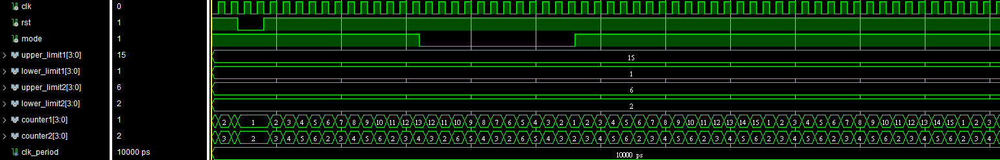 clk 0
rst 1
mode 1
upper_limit1[3:0] 15 15
lower_limit1[3:0] 1 1
upper_limit2[3:0] 6 6
lower_limit2[3:0] 2 2
counter1[3:0] 1 2 1 2 3 4 5 6 7 8 9 10 11 12 13 12 11 10 9 8 7 6 5 4 3 2 1 2 3 4 5 6 7 8 9 10 11 12 13 14 15 1 2 3 4 5 6 7 8 9 10 11 12 13 14 15 1 2 3
counter2[3:0] 2 3 2 3 4 5 6 2 3 4 5 6 2 3 4 3 2 6 5 4 3 2 6 5 4 3 2 3 4 5 6 2 3 4 5 6 2 3 4 5 6 2 3 4 5 6 2 3 4 5 6 2 3 4 5 6 2 3 4
clk_period 10000 ps 10000 ps